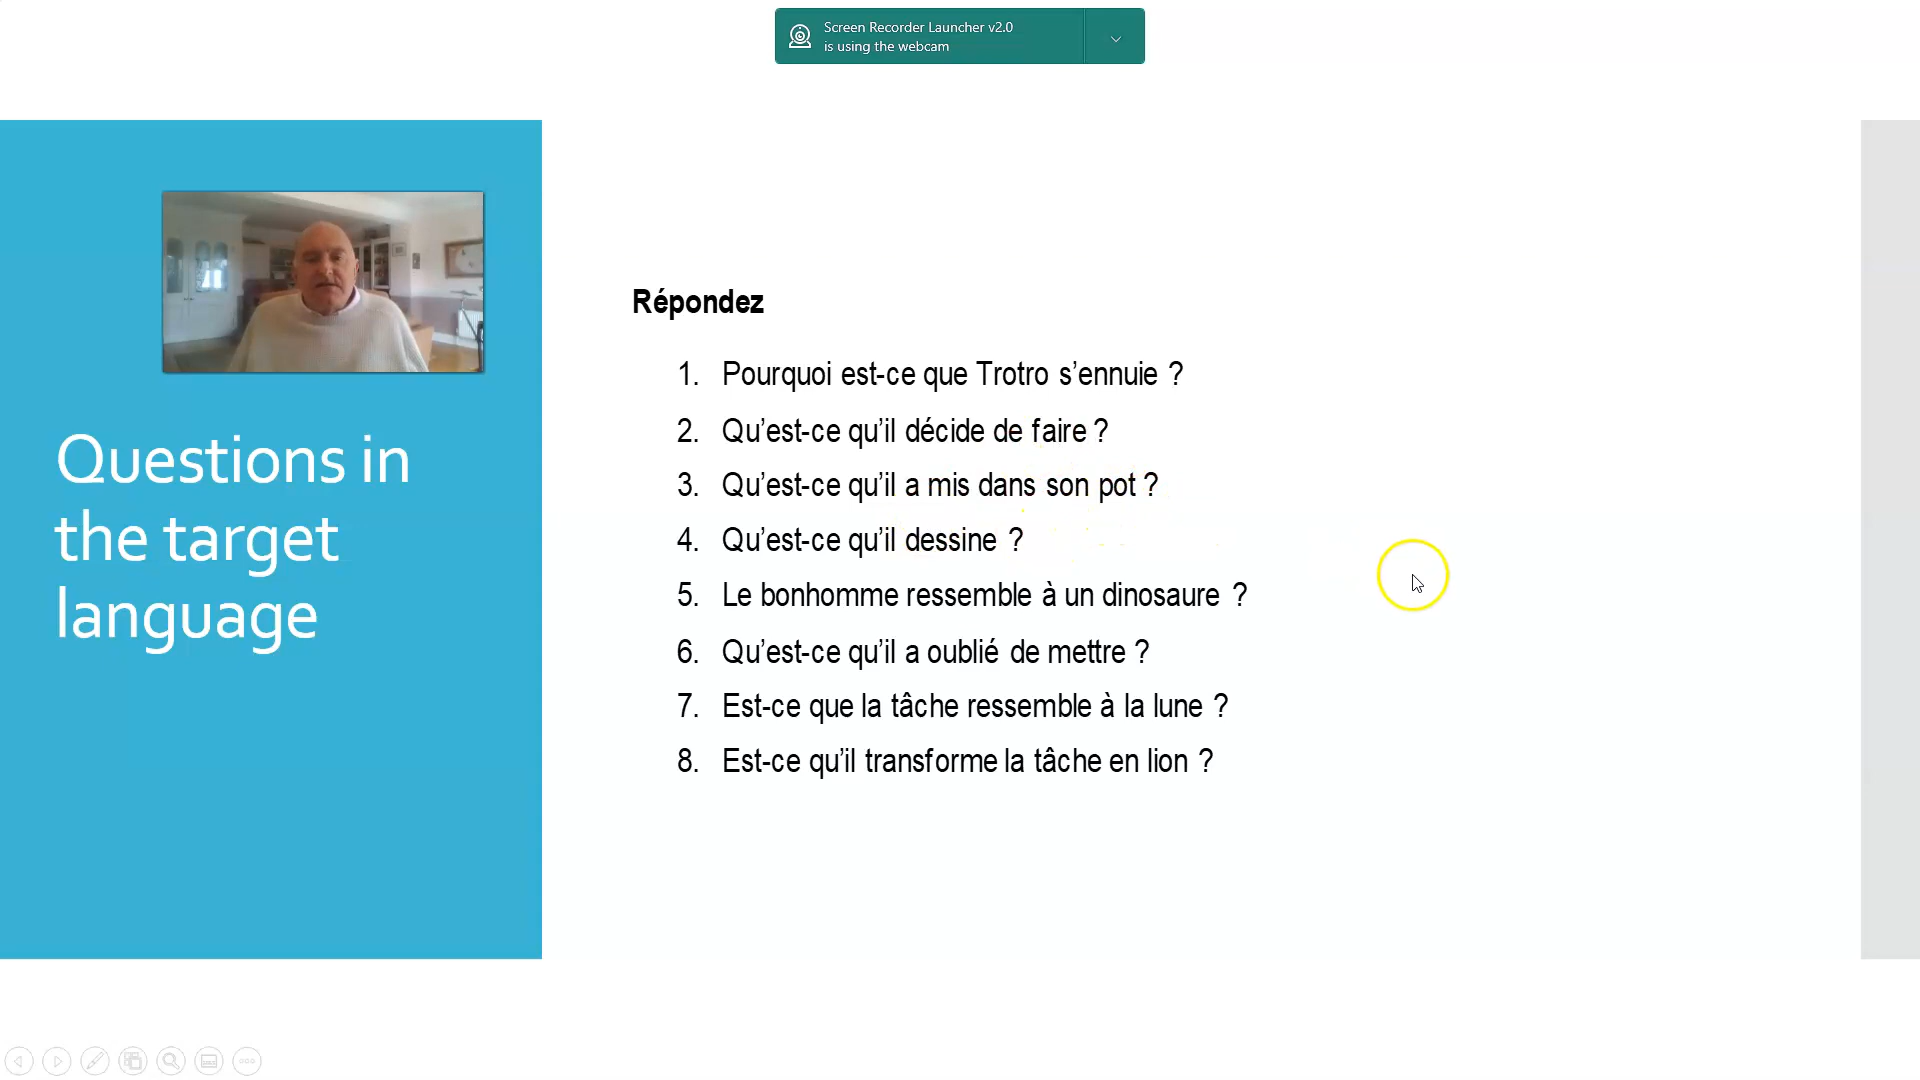 Screen Recorder Launcher v2.0
is using the webcam
Questions in
the target
language
Répondez
1. Pourquoi est-ce que Trotro s’ennuie ?
2. Qu’est-ce qu’il décide de faire ?
3. Qu’est-ce qu’il a mis dans son pot ?
4. Qu’est-ce qu’il dessine ?
5. Le bonhomme ressemble à un dinosaure ?
6. Qu’est-ce qu’il a oublié de mettre ?
7. Est-ce que la tâche ressemble à la lune ?
8. Est-ce qu’il transforme la tâche en lion ?